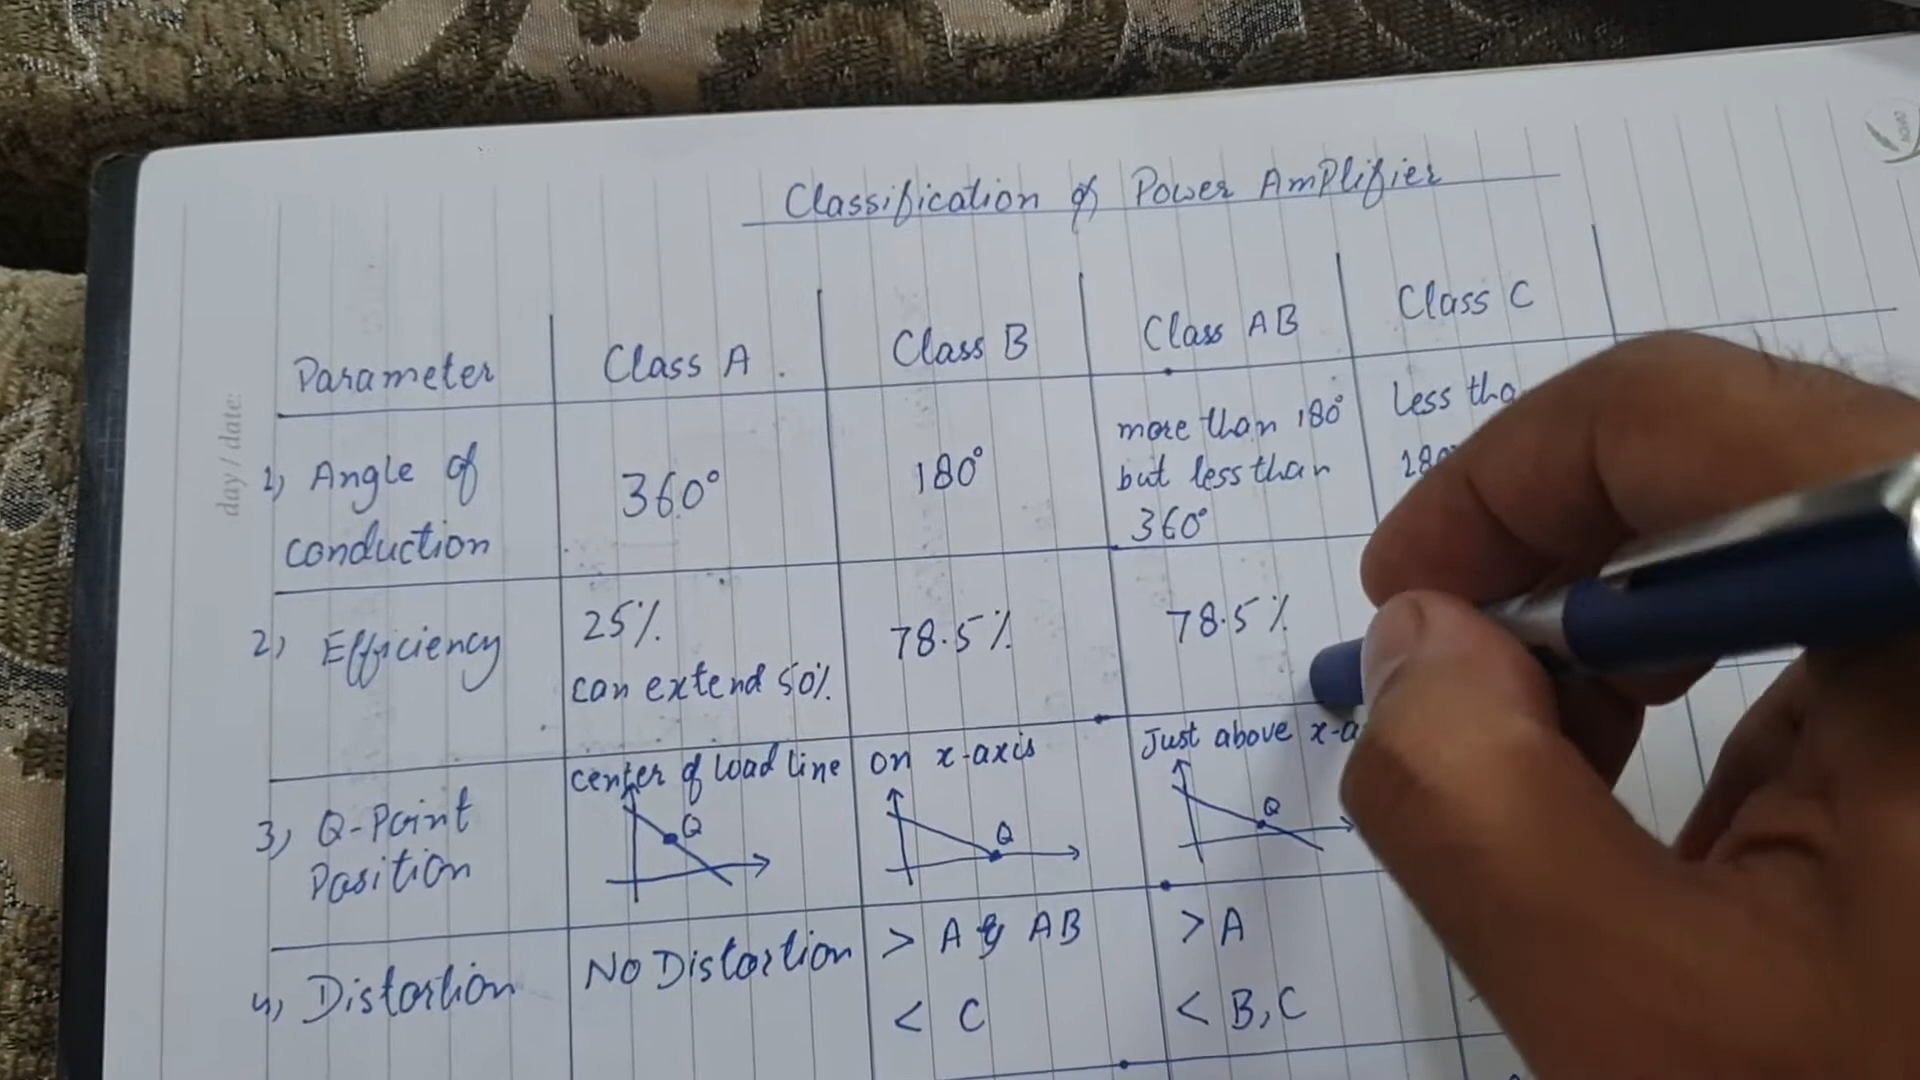 Classification of Power AmPlifier
day / date:
Parameter
Class A
Class B
Class AB
Class C
1) Angle of
conduction
360°
180°
more than 180°
but less than
360°
Less
2) Efficiency
25%
can extend 50%
78.5%
78.5%
3) Q-Point
Position
center of load line
Q
on x-axis
Q
Just above
Q
4) Distortion
No Distortion
> A & AB
< C
> A
< B, C